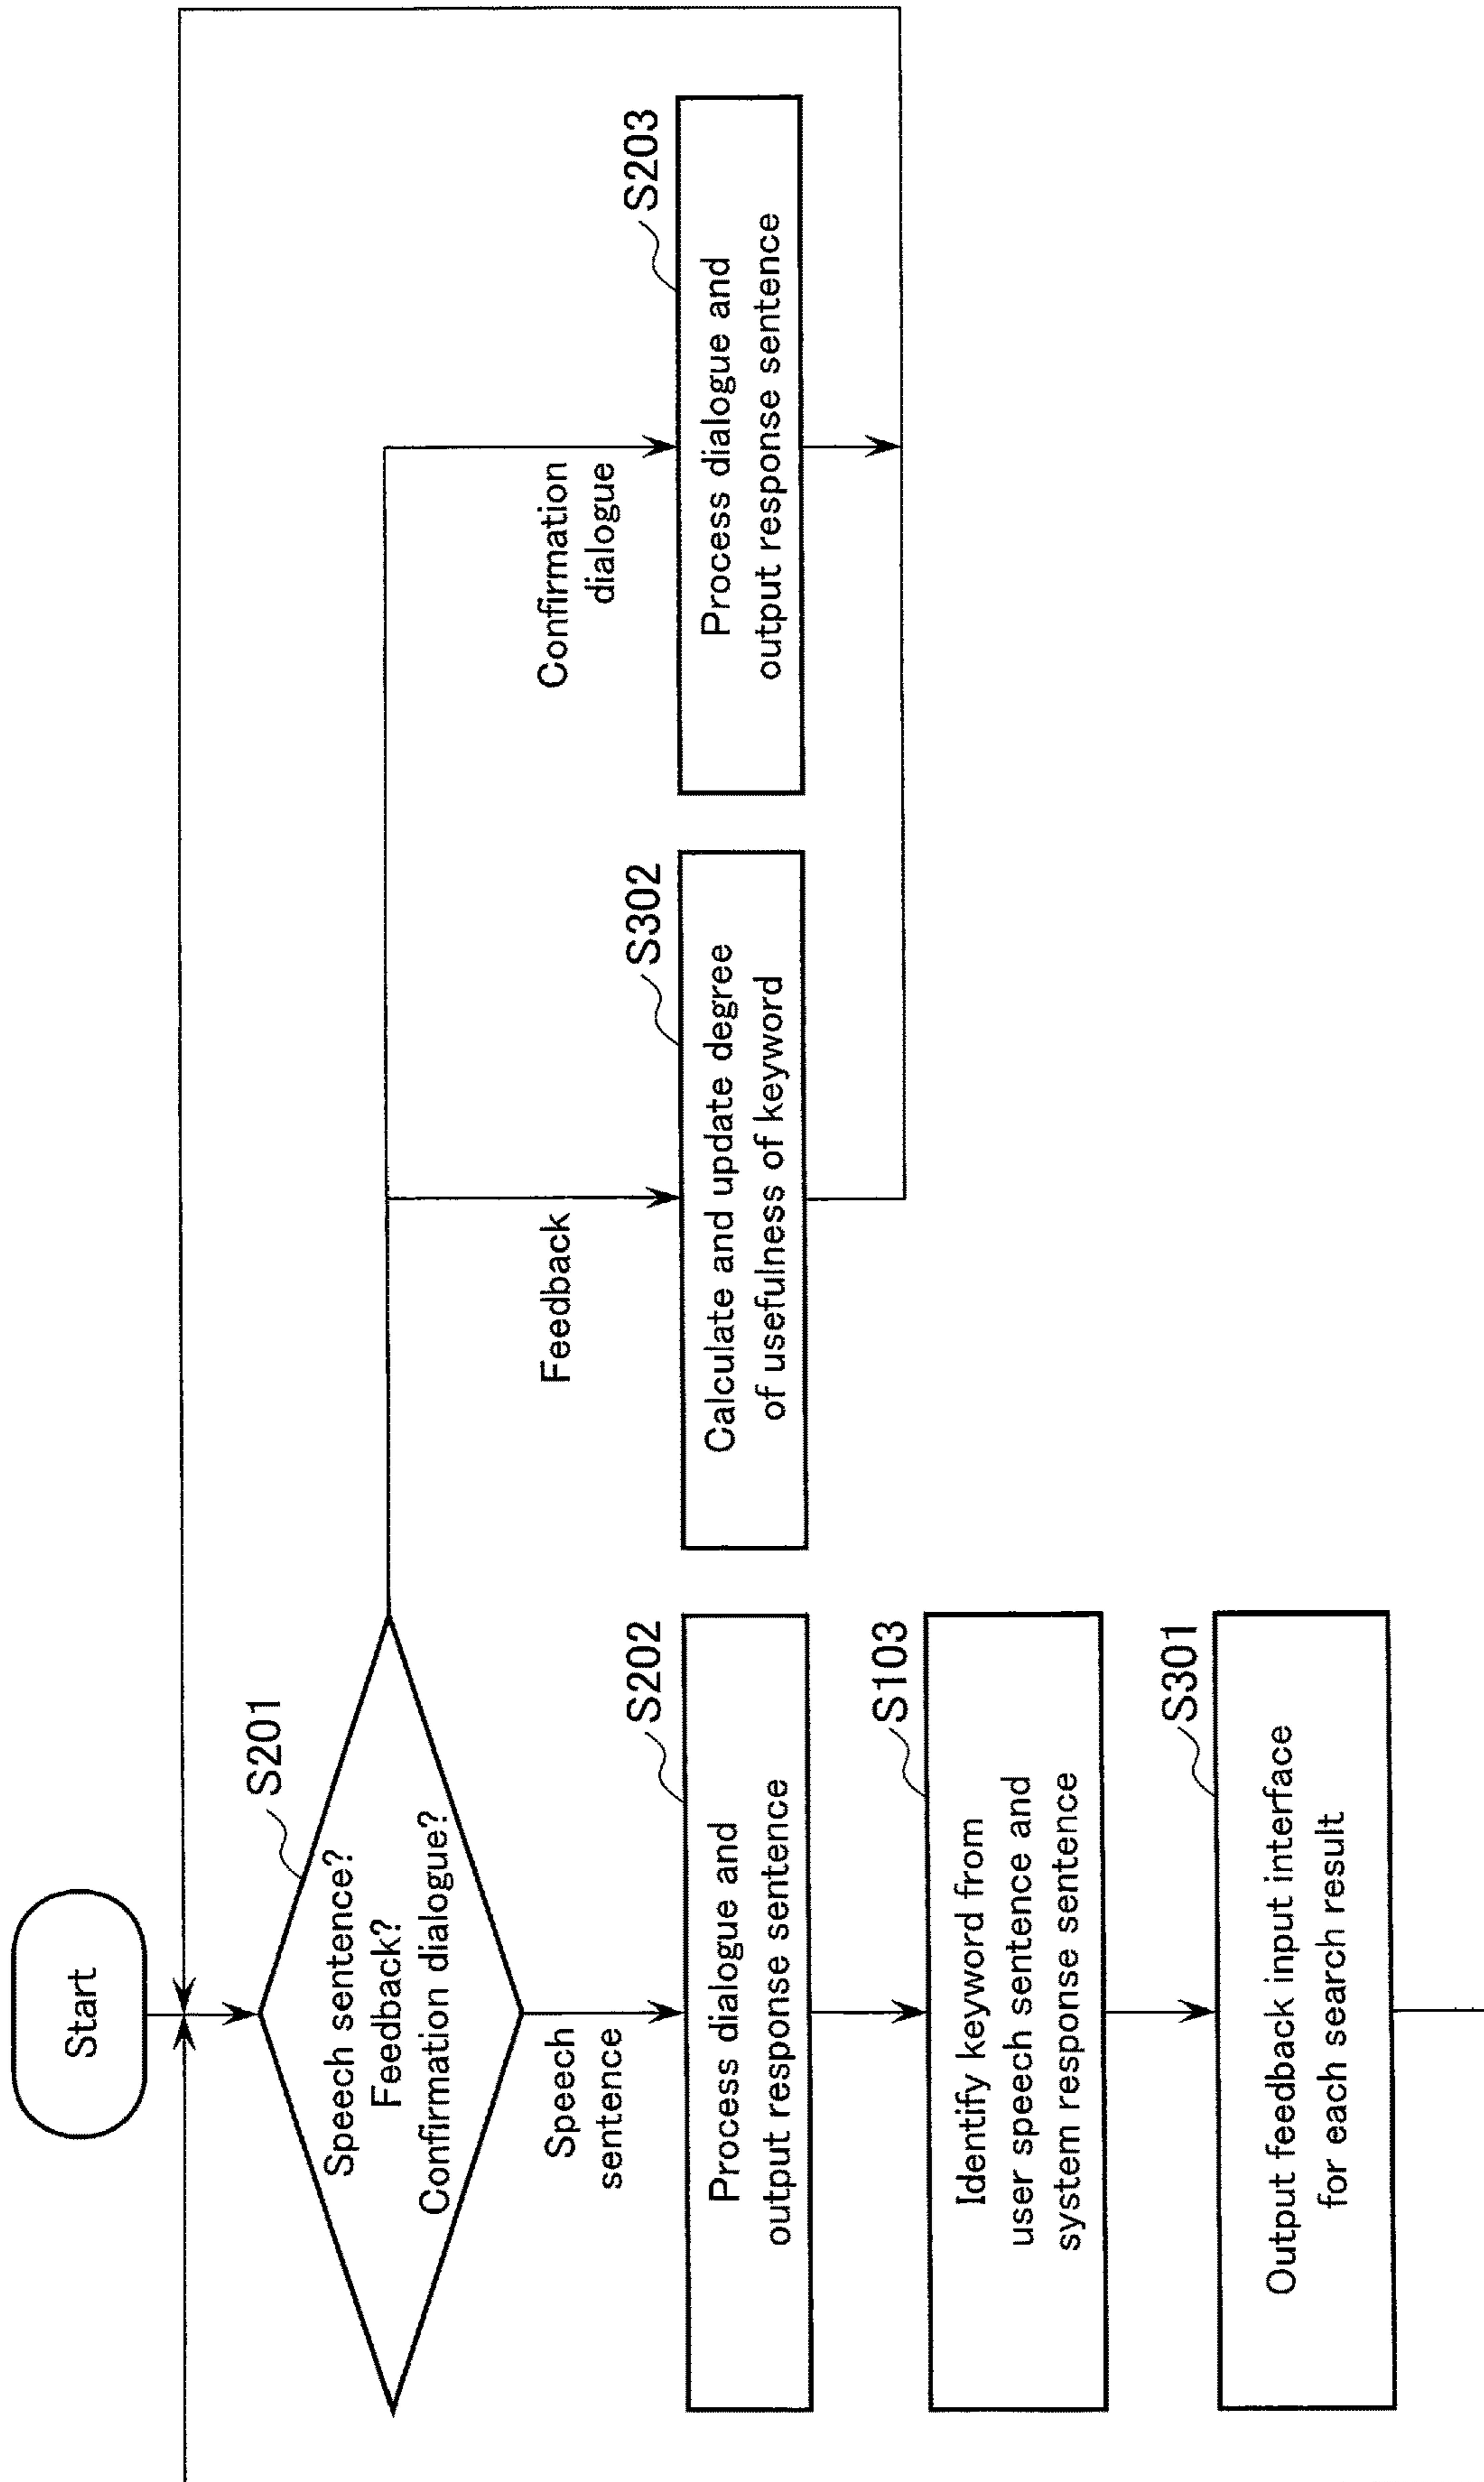 Start
S201
Speech sentence?
Feedback?
Confirmation dialogue?
Speech
sentence
Feedback
Confirmation
dialogue
S202
Process dialogue and
output response sentence
S302
Calculate and update degree
of usefulness of keyword
S203
Process dialogue and
output response sentence
S103
Identify keyword from
user speech sentence and
system response sentence
S301
Output feedback input interface
for each search result